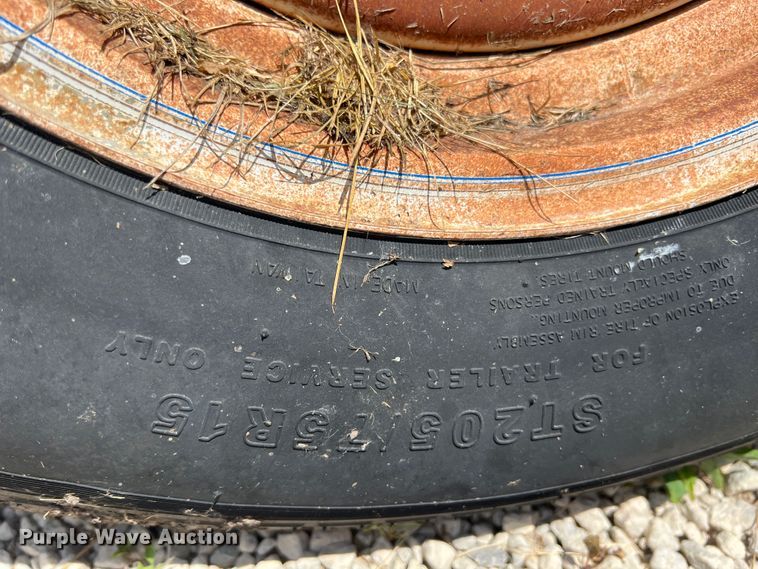 ST205/75R15
FOR TRAILER SERVICE ONLY
EXPLOSION OF TIRE RIM ASSEMBLY
DUE TO IMPROPER MOUNTING.
ONLY SPECIALLY TRAINED PERSONS
SHOULD MOUNT TIRES
MADE IN TAIWAN
Purple Wave Auction